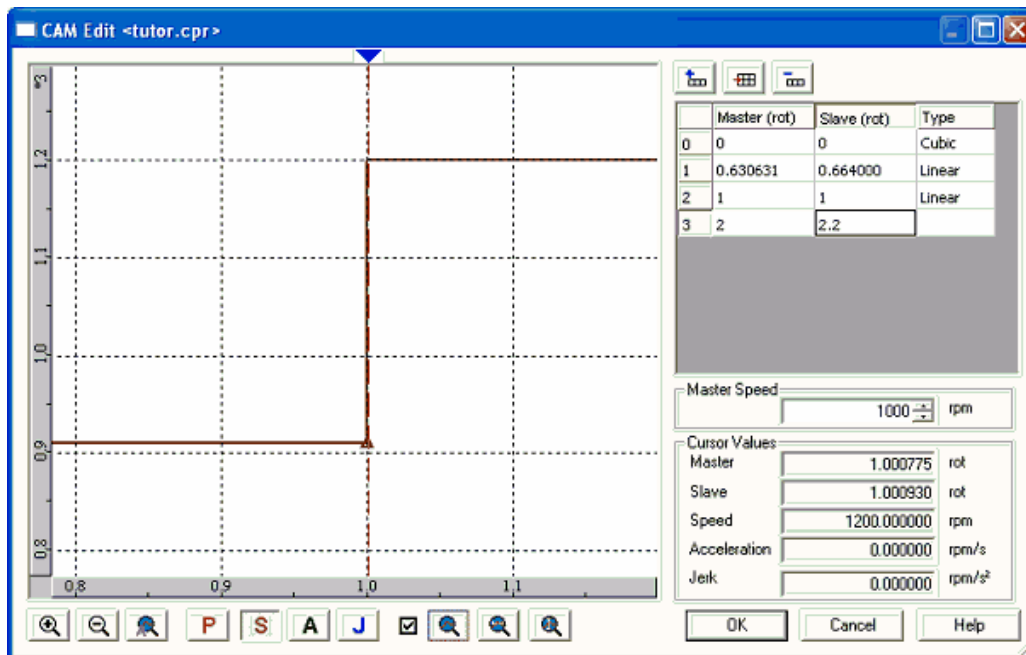 CAM Edit <tutor.cpr>
e3
1,2
1,1
1,0
0,9
0,8
0,8 0,9 1,0 1,1
P S A J
Master (rot) Slave (rot) Type
0 0 0 Cubic
1 0.630631 0.664000 Linear
2 1 1 Linear
3 2 2.2
Master Speed
1000 rpm
Cursor Values
Master 1.000775 rot
Slave 1.000930 rot
Speed 1200.000000 rpm
Acceleration 0.000000 rpm/s
Jerk 0.000000 rpm/s²
OK Cancel Help